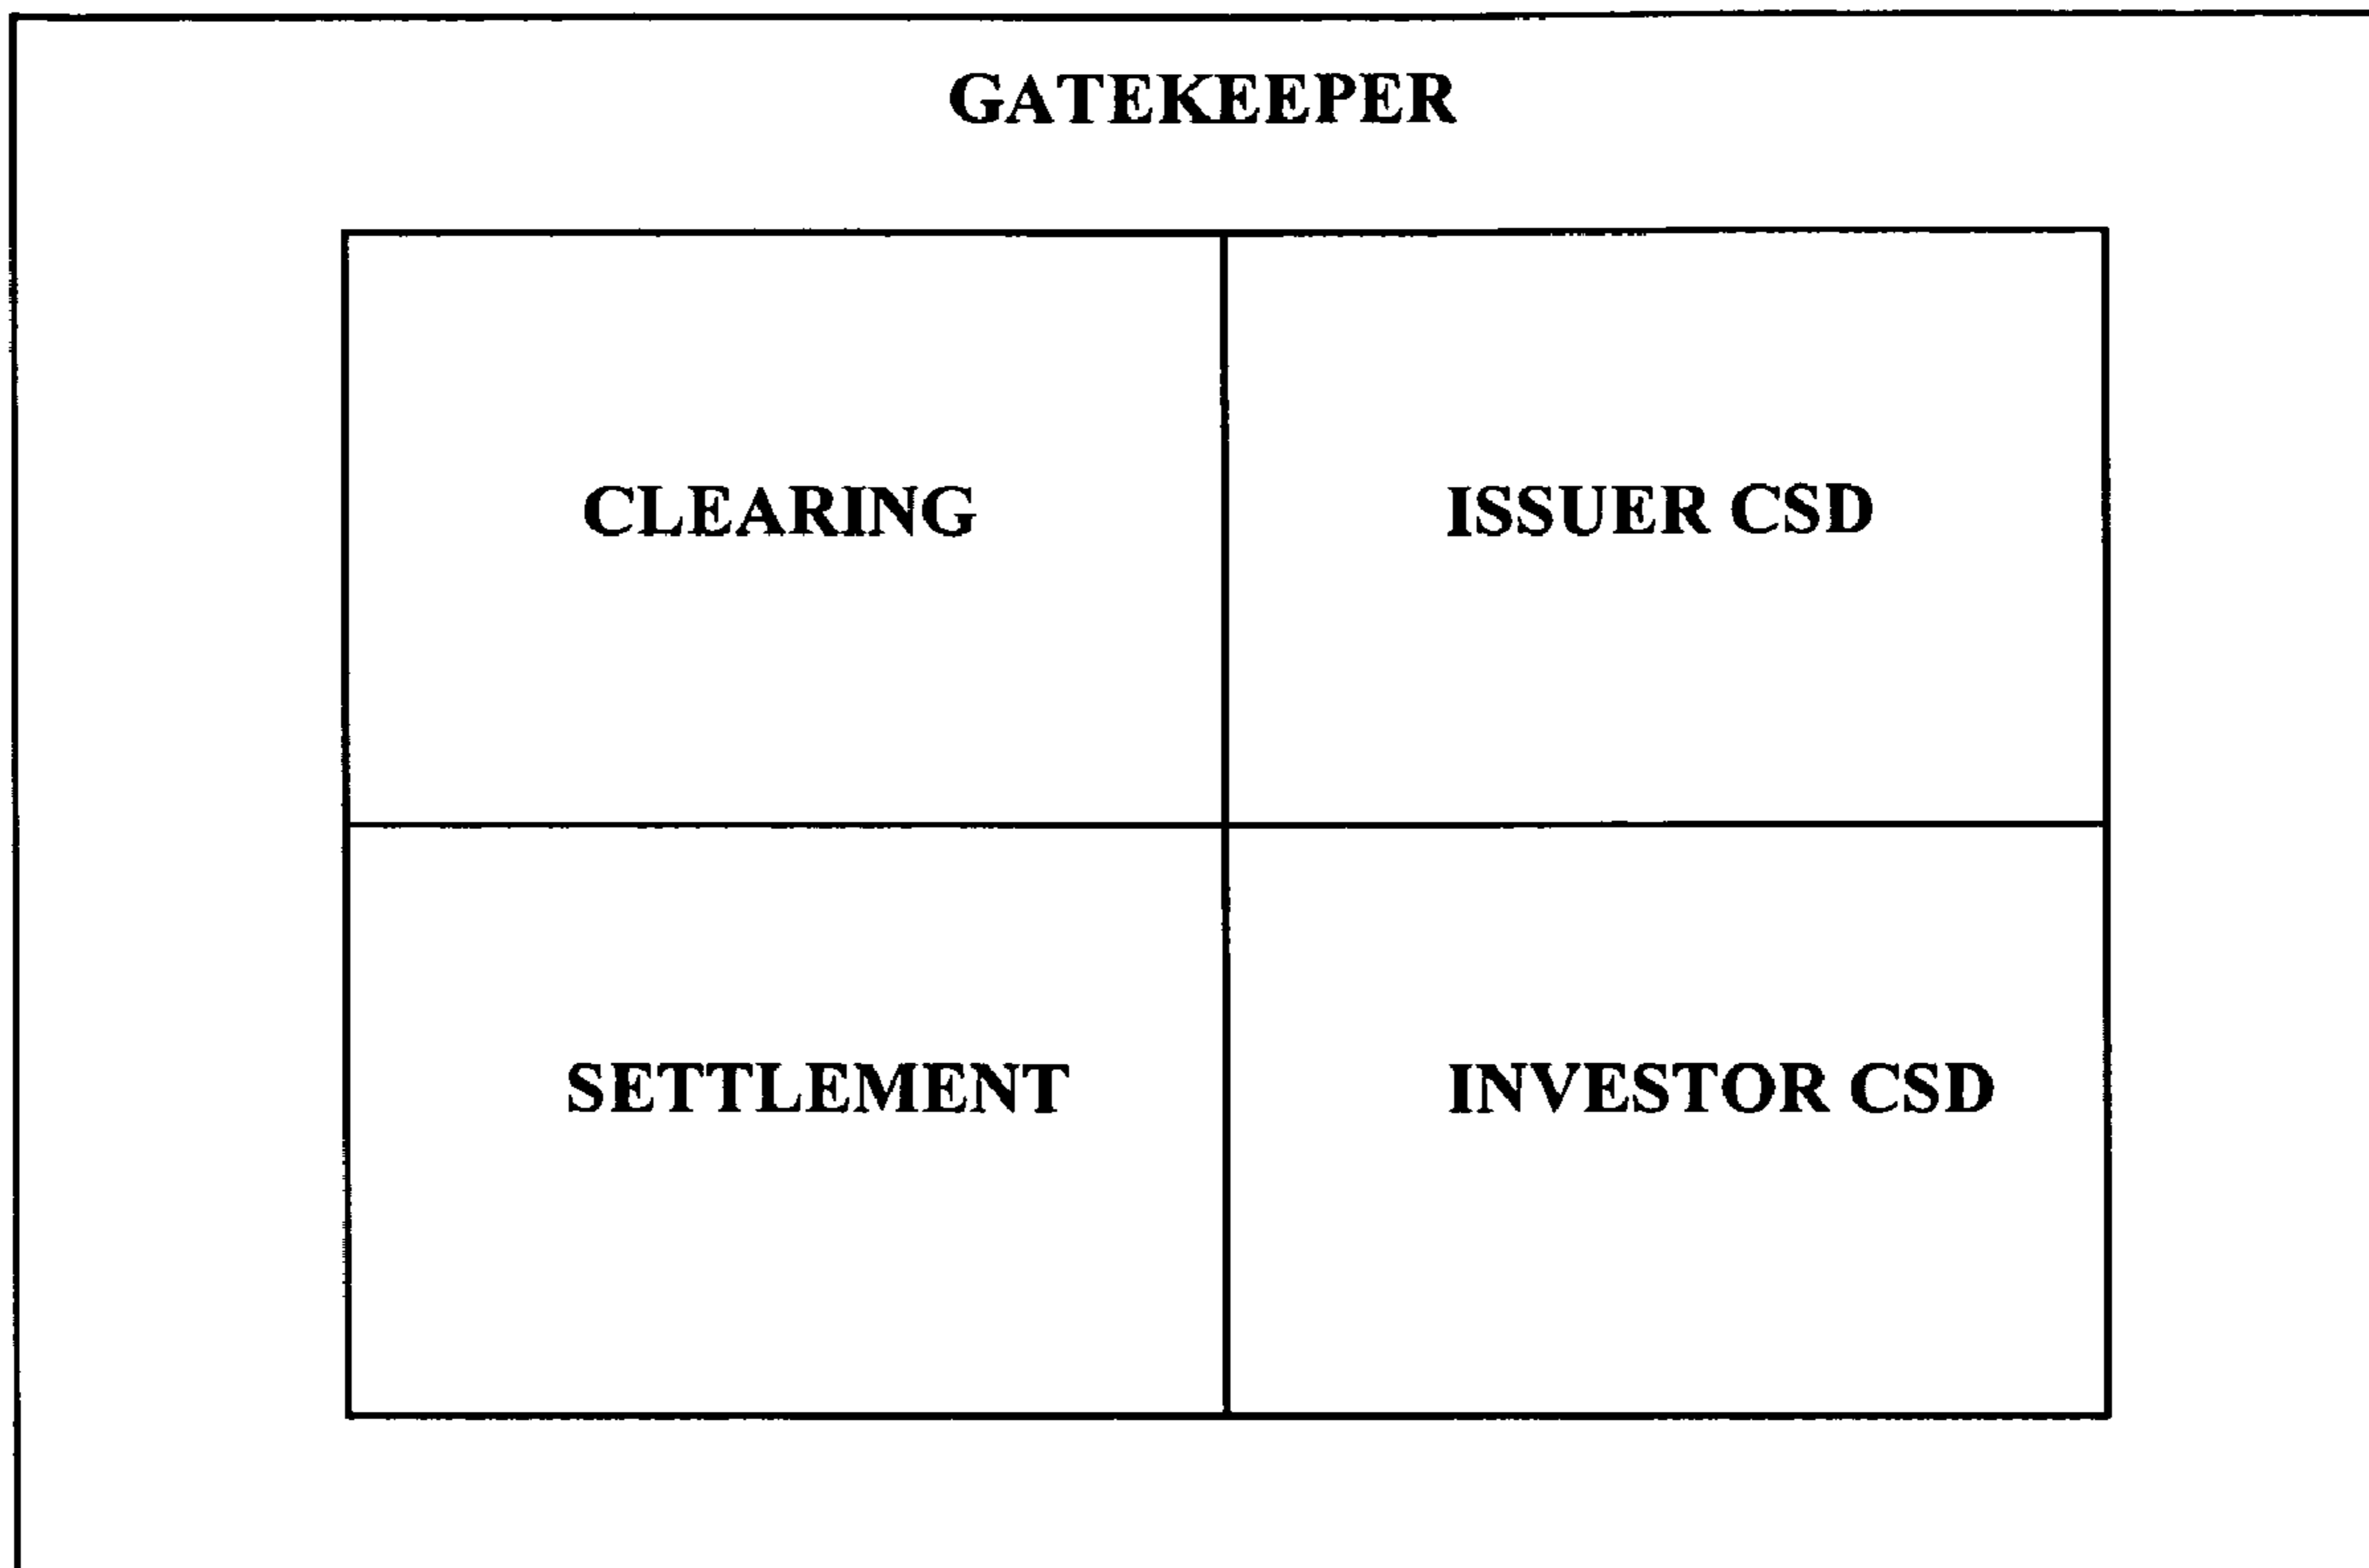 GATEKEEPER
CLEARING
ISSUER CSD
SETTLEMENT
INVESTOR CSD